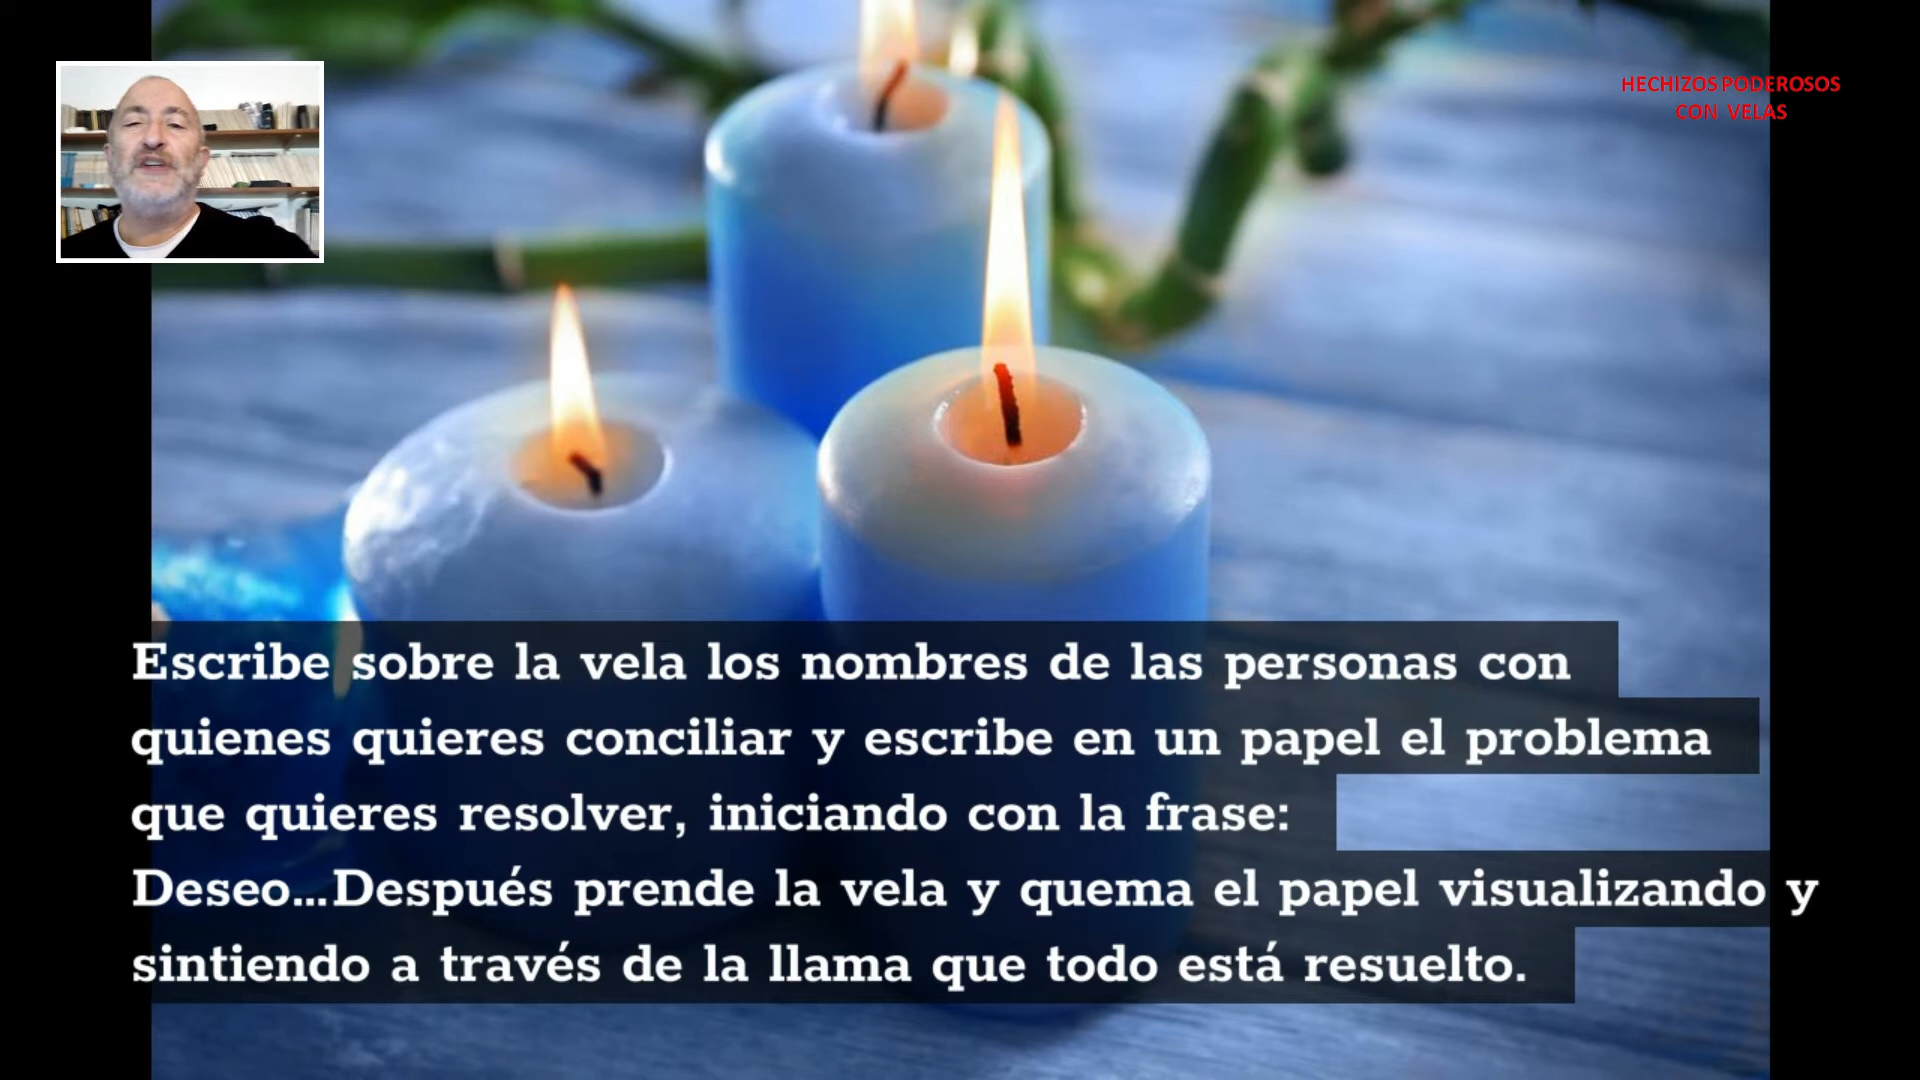 HECHIZOS PODEROSOS
CON VELAS
Escribe sobre la vela los nombres de las personas con
quienes quieres conciliar y escribe en un papel el problema
que quieres resolver, iniciando con la frase:
Deseo...Después prende la vela y quema el papel visualizando y
sintiendo a través de la llama que todo está resuelto.